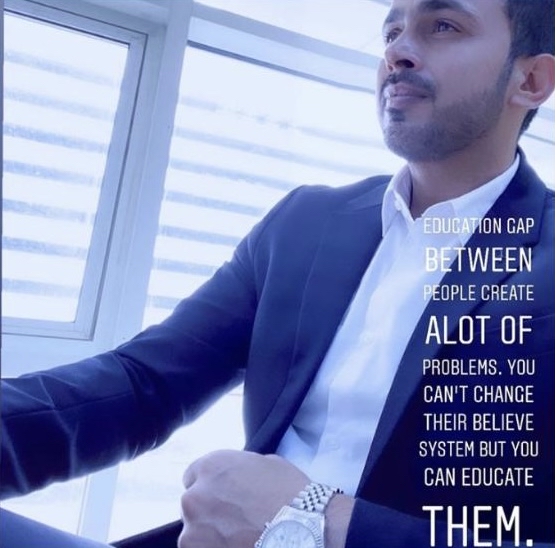 EDUCATION GAP
BETWEEN
PEOPLE CREATE
ALOT OF
PROBLEMS. YOU
CAN'T CHANGE
THEIR BELIEVE
SYSTEM BUT YOU
CAN EDUCATE
THEM.